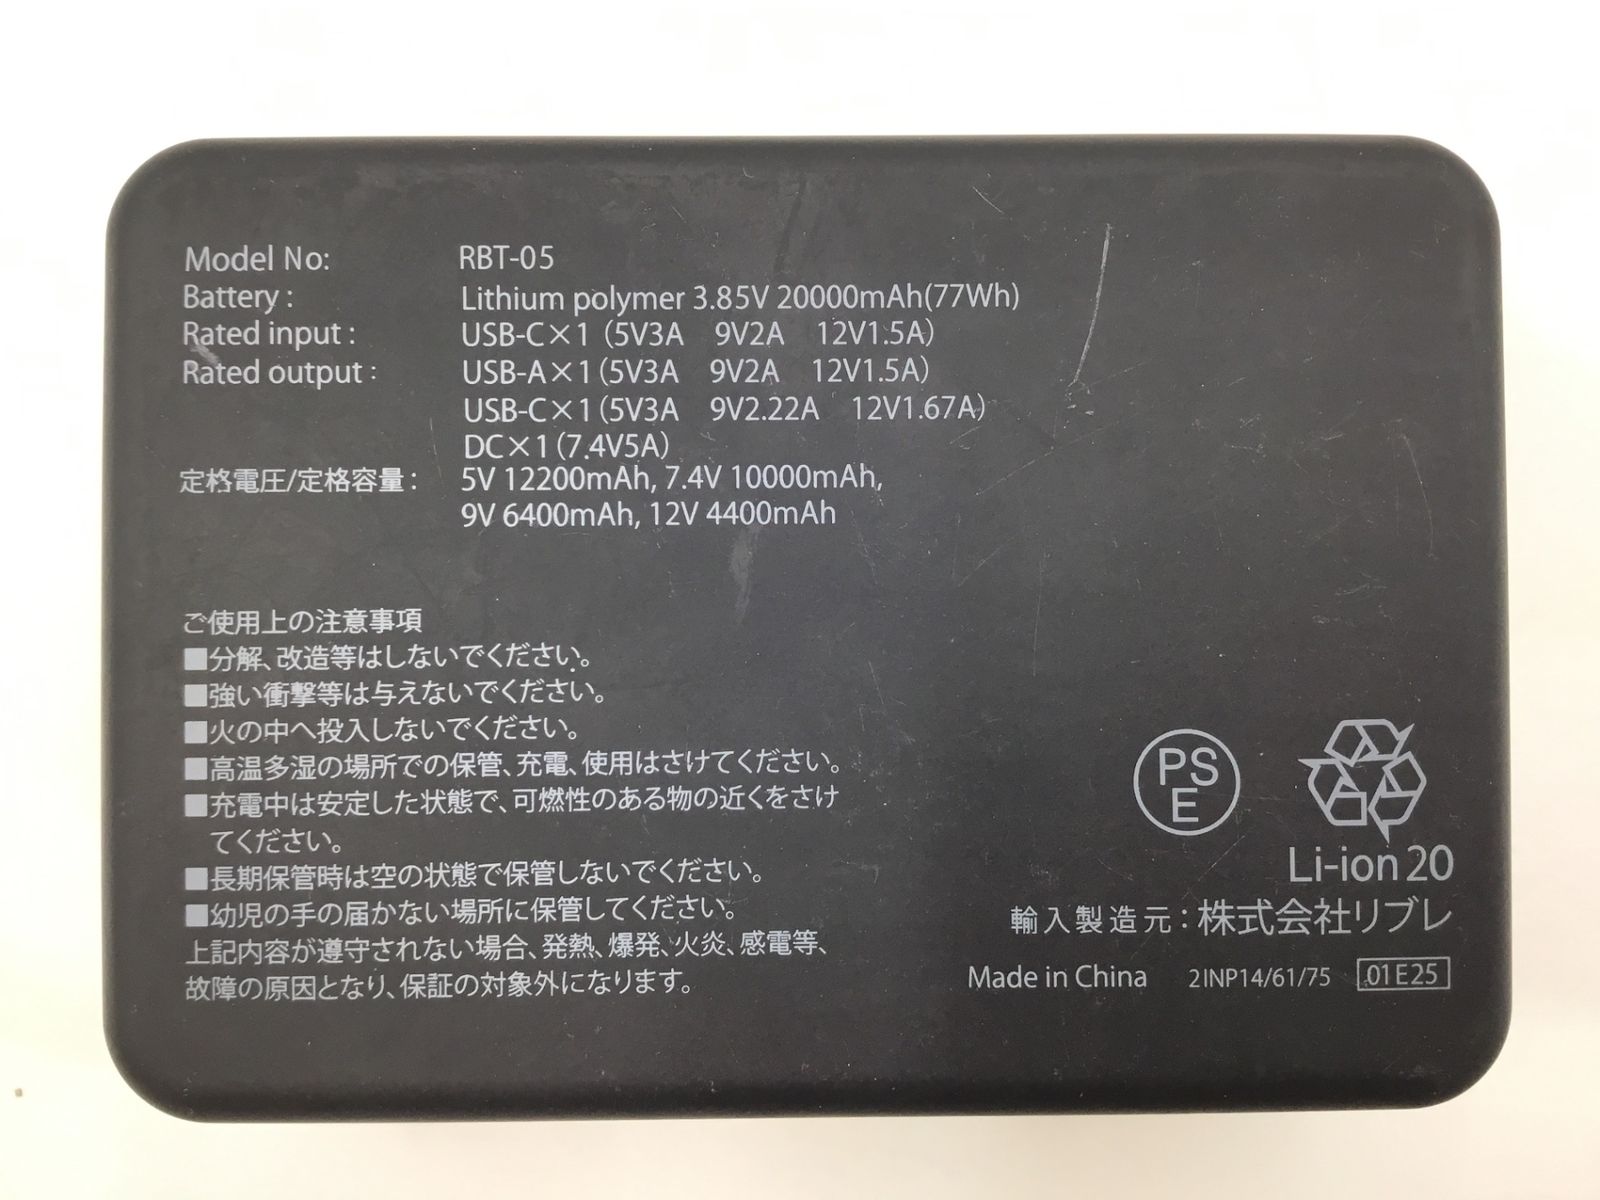 Model No: RBT-05
Battery : Lithium polymer 3.85V 20000mAh(77Wh)
Rated input : USB-C×1 (5V3A 9V2A 12V1.5A)
Rated output : USB-A×1 (5V3A 9V2A 12V1.5A)
USB-C×1 (5V3A 9V2.22A 12V1.67A)
DC×1 (7.4V5A)
定格電圧/定格容量 : 5V 12200mAh, 7.4V 10000mAh,
9V 6400mAh, 12V 4400mAh
ご使用上の注意事項
■分解、改造等はしないでください。
■強い衝撃等は与えないでください。
■火の中へ投入しないでください。
■高温多湿の場所での保管、充電、使用はさけてください。
■充電中は安定した状態で、可燃性のある物の近くをさけ
てください。
■長期保管時は空の状態で保管しないでください。
■幼児の手の届かない場所に保管してください。
上記内容が遵守されない場合、発熱、爆発、火炎、感電等、
故障の原因となり、保証の対象外になります。
PS
E
Li-ion 20
輸入製造元 : 株式会社リブレ
Made in China 2INP14/61/75 01E25